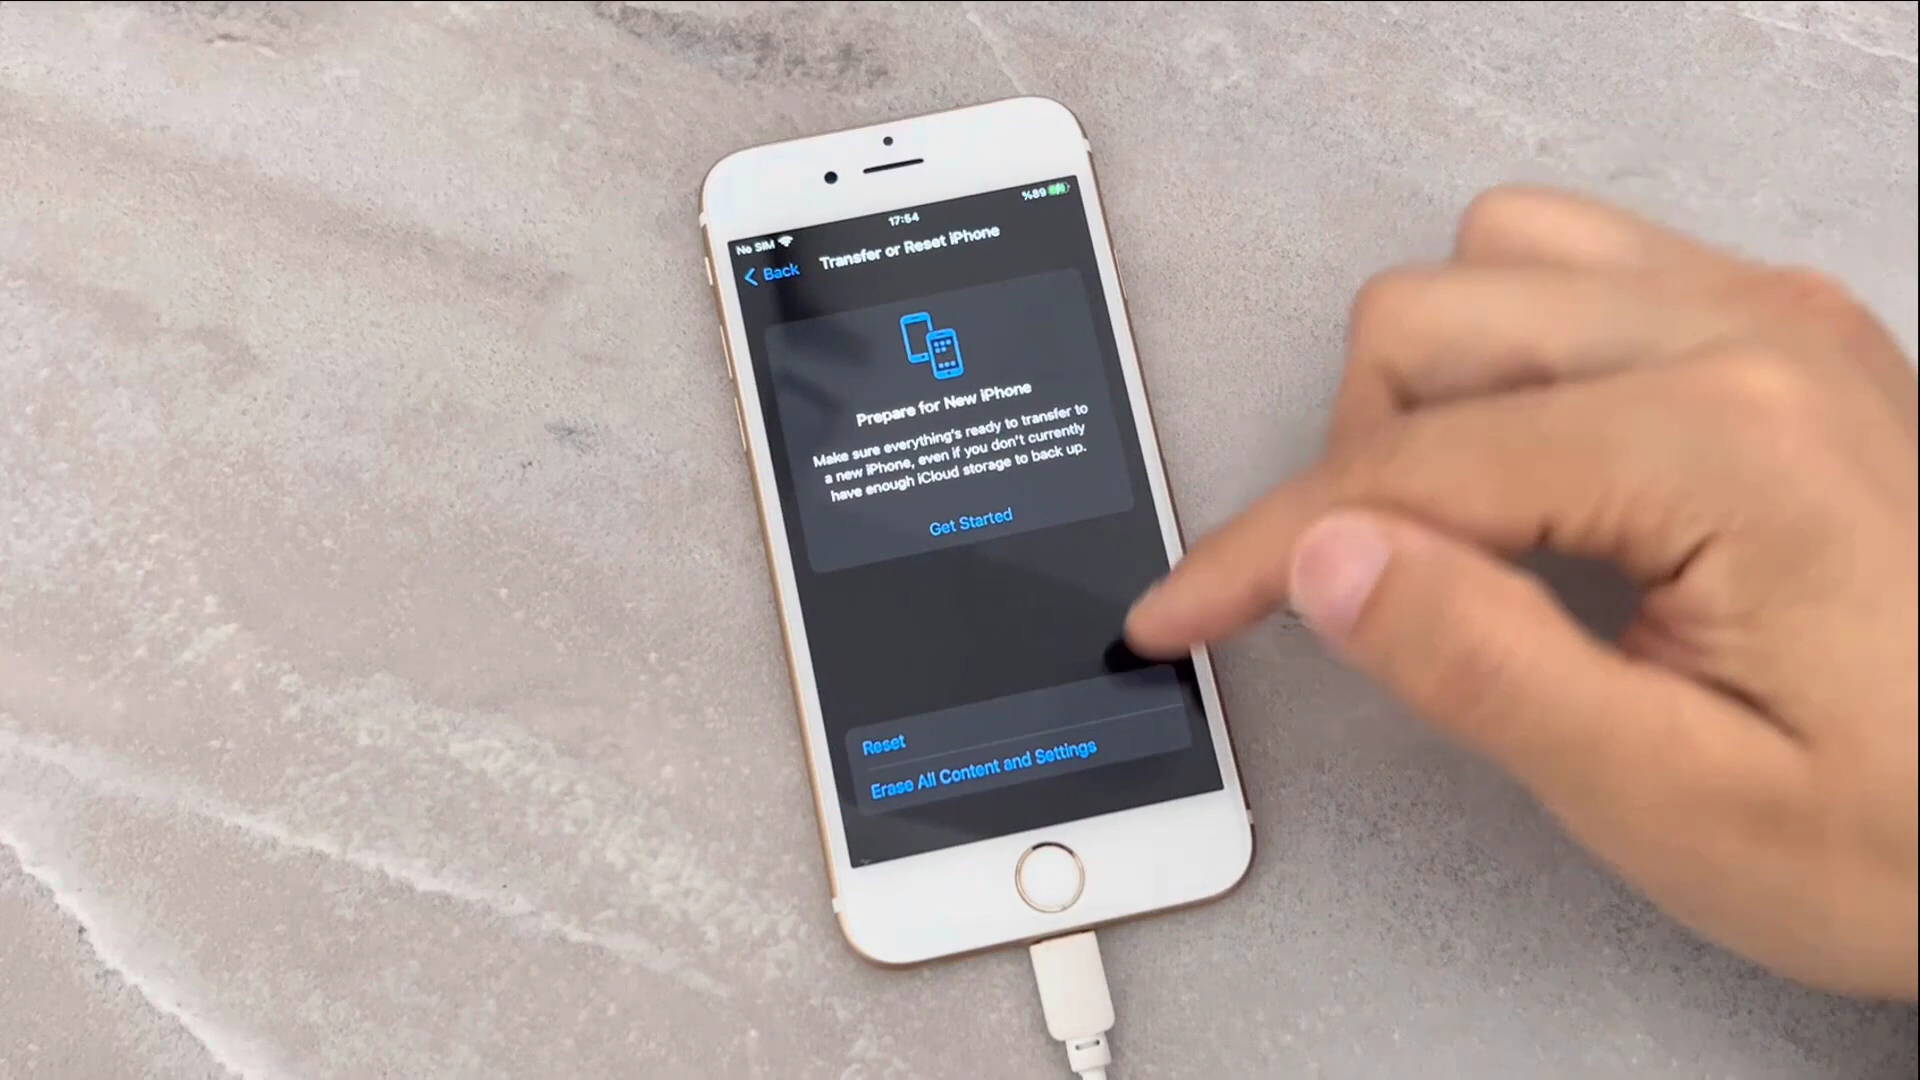 No SIM
17:54
%89
Back
Transfer or Reset iPhone
Prepare for New iPhone
Make sure everything's ready to transfer to
a new iPhone, even if you don't currently
have enough iCloud storage to back up.
Get Started
Reset
Erase All Content and Settings